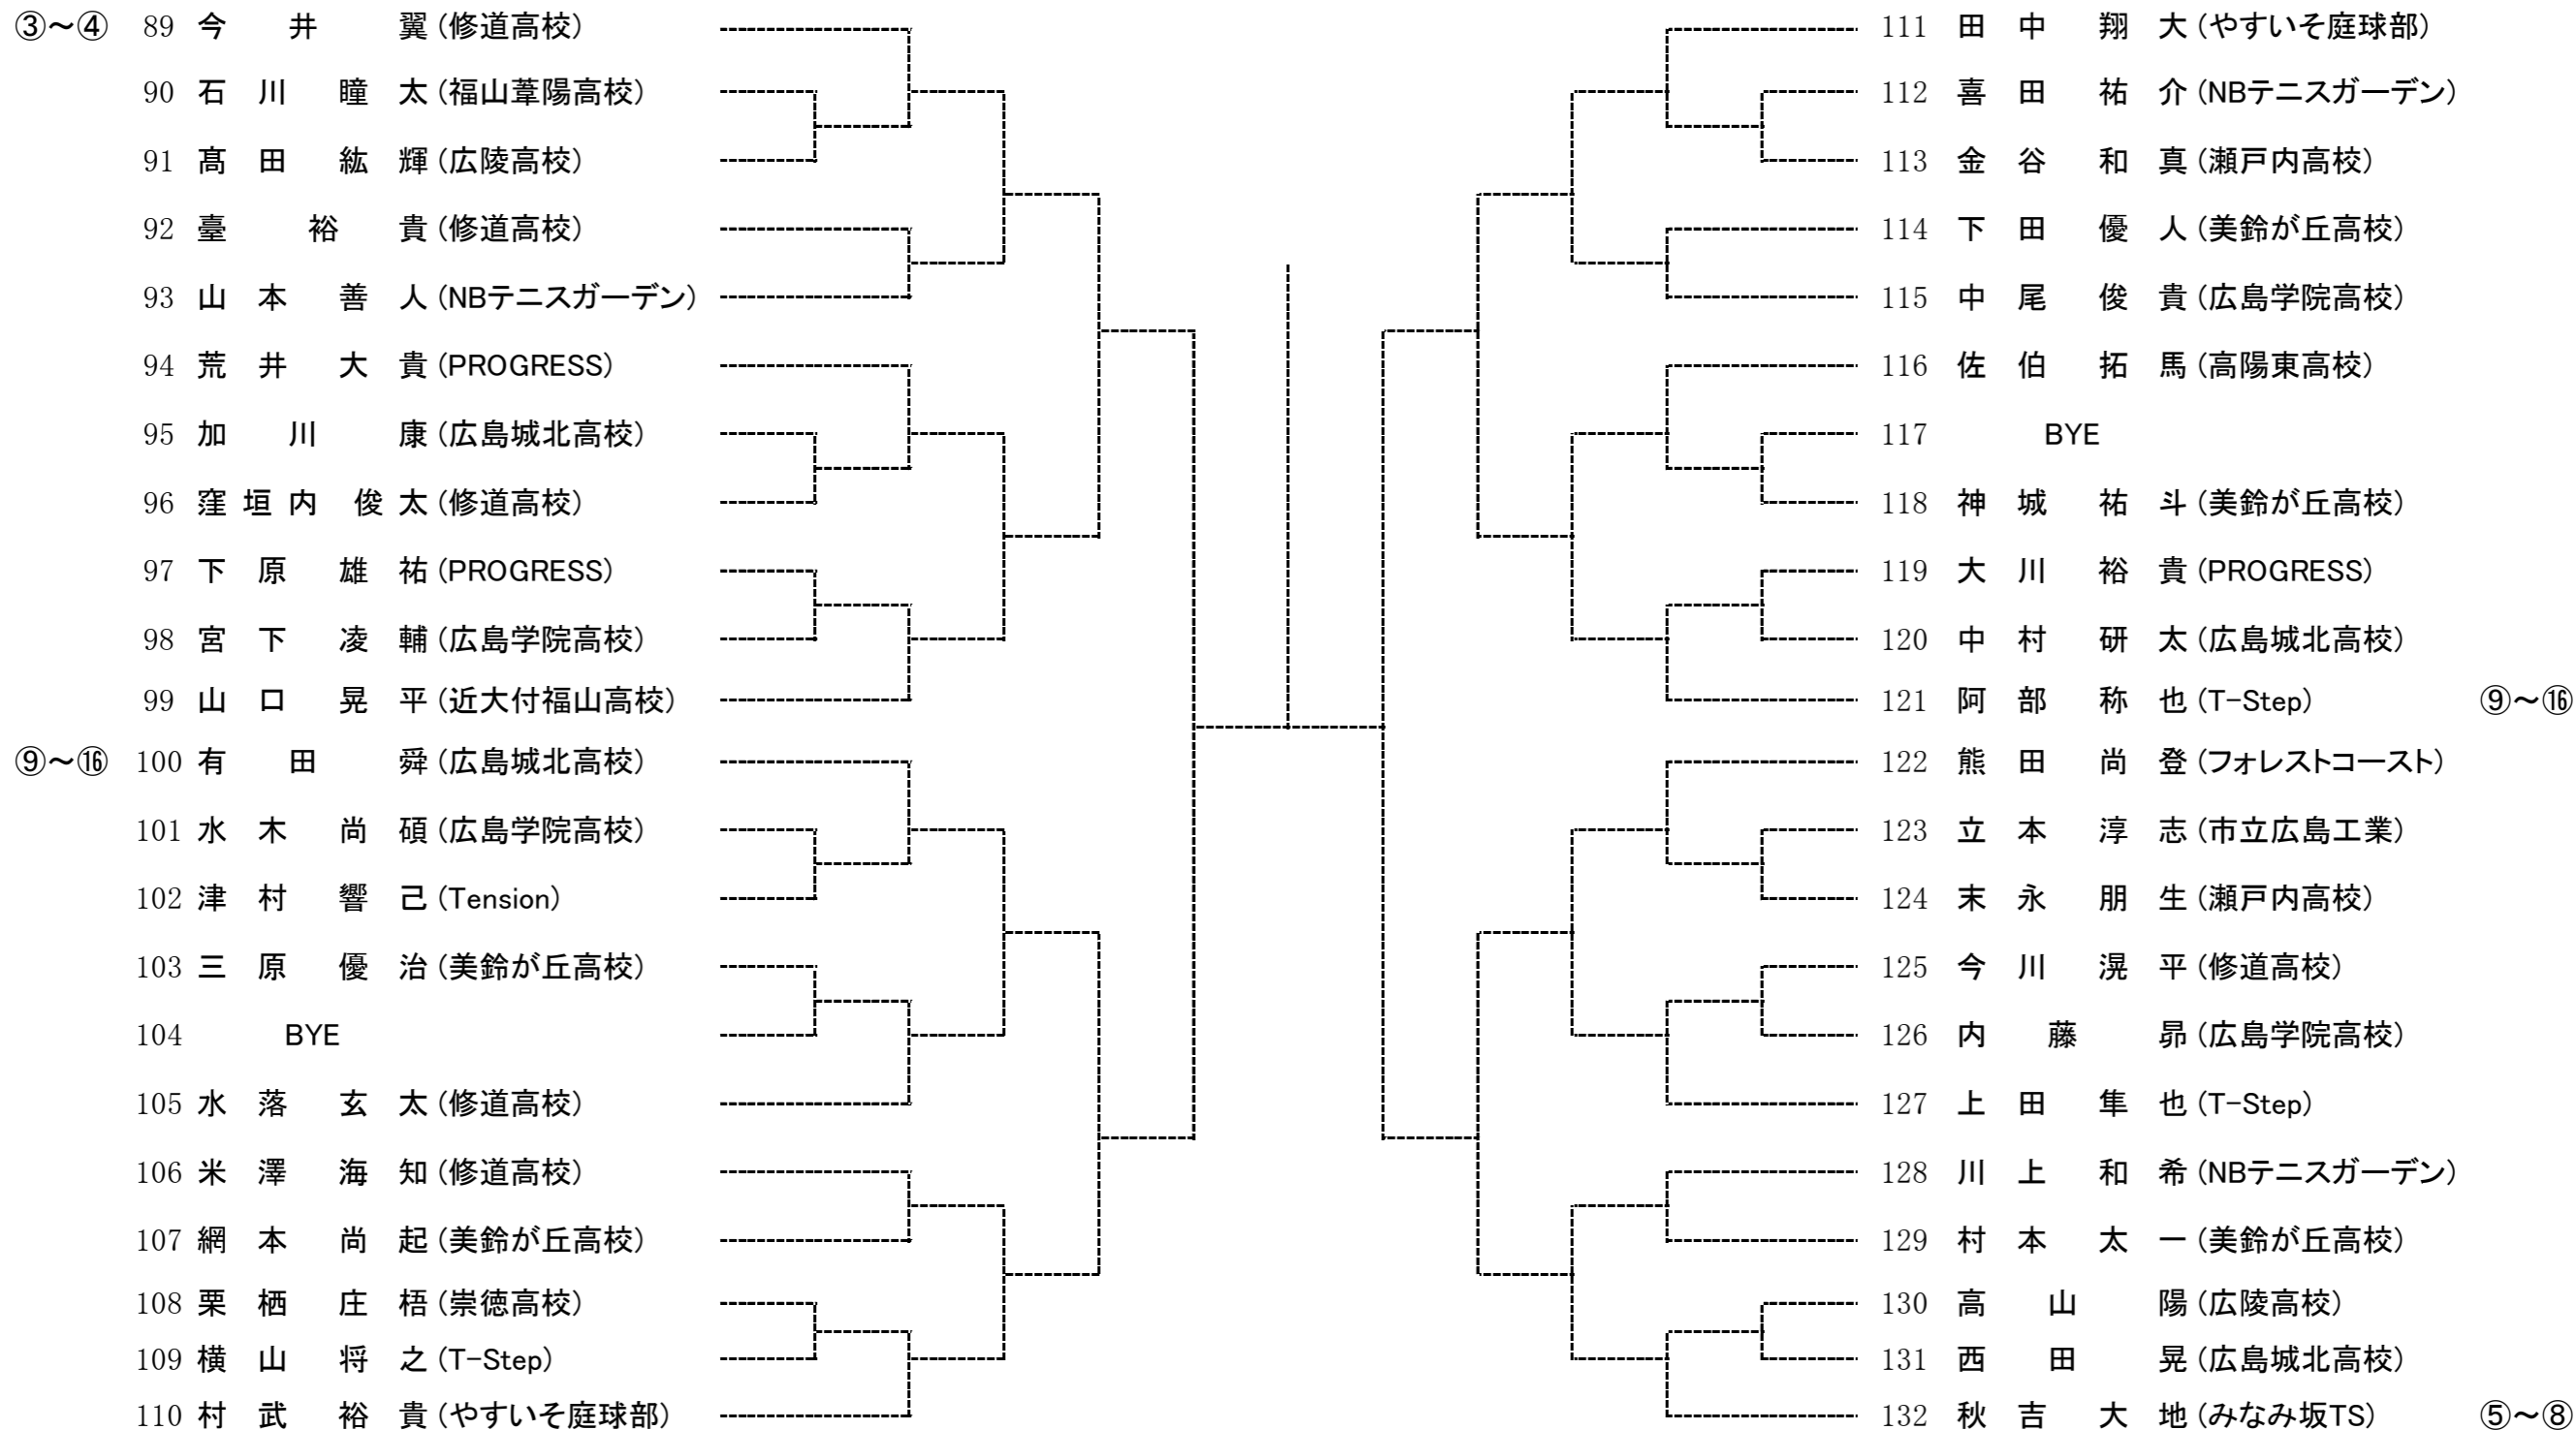 ③～④ 89 今井 翼 (修道高校)
90 石川 瞳太 (福山葦陽高校)
91 髙田 紘輝 (広陵高校)
92 臺 裕貴 (修道高校)
93 山本 善人 (NBテニスガーデン)
94 荒井 大貴 (PROGRESS)
95 加川 康 (広島城北高校)
96 窪垣内 俊太 (修道高校)
97 下原 雄祐 (PROGRESS)
98 宮下 凌輔 (広島学院高校)
99 山口 晃平 (近大付福山高校)
⑨～⑯ 100 有田 舜 (広島城北高校)
101 水木 尚碩 (広島学院高校)
102 津村 響己 (Tension)
103 三原 優治 (美鈴が丘高校)
104 BYE
105 水落 玄太 (修道高校)
106 米澤 海知 (修道高校)
107 網本 尚起 (美鈴が丘高校)
108 栗栖 庄梧 (崇徳高校)
109 横山 将之 (T-Step)
110 村武 裕貴 (やすいそ庭球部)
111 田中 翔大 (やすいそ庭球部)
112 喜田 祐介 (NBテニスガーデン)
113 金谷 和真 (瀬戸内高校)
114 下田 優人 (美鈴が丘高校)
115 中尾 俊貴 (広島学院高校)
116 佐伯 拓馬 (高陽東高校)
117 BYE
118 神城 祐斗 (美鈴が丘高校)
119 大川 裕貴 (PROGRESS)
120 中村 研太 (広島城北高校)
121 阿部 称也 (T-Step) ⑨～⑯
122 熊田 尚登 (フォレストコースト)
123 立本 淳志 (市立広島工業)
124 末永 朋生 (瀬戸内高校)
125 今川 滉平 (修道高校)
126 内藤 昴 (広島学院高校)
127 上田 隼也 (T-Step)
128 川上 和希 (NBテニスガーデン)
129 村本 太一 (美鈴が丘高校)
130 高山 陽 (広陵高校)
131 西田 晃 (広島城北高校)
132 秋吉 大地 (みなみ坂TS) ⑤～⑧